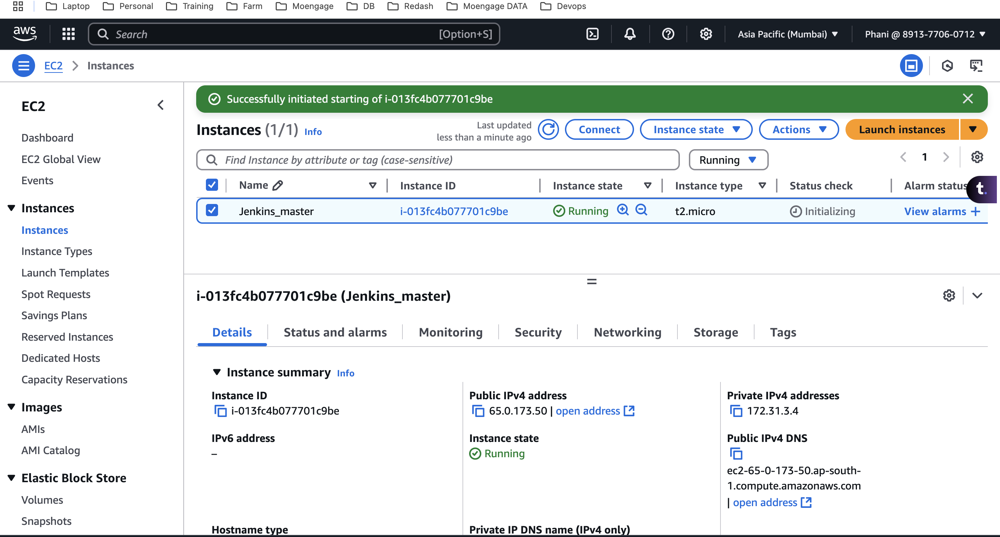 Laptop Personal Training Farm Moengage DB Redash Moengage DATA Devops
aws Search [Option+S] Asia Pacific (Mumbai) Phani @ 8913-7706-0712
EC2 Instances
EC2
Dashboard
EC2 Global View
Events
Instances
Instances
Instance Types
Launch Templates
Spot Requests
Savings Plans
Reserved Instances
Dedicated Hosts
Capacity Reservations
Images
AMIs
AMI Catalog
Elastic Block Store
Volumes
Snapshots
Successfully initiated starting of i-013fc4b077701c9be
Instances (1/1) Info
Last updated
less than a minute ago
Connect Instance state Actions Launch instances
Find Instance by attribute or tag (case-sensitive) Running 1
Name Instance ID Instance state Instance type Status check Alarm status
t.
Jenkins_master i-013fc4b077701c9be Running t2.micro Initializing View alarms +
i-013fc4b077701c9be (Jenkins_master)
Details Status and alarms Monitoring Security Networking Storage Tags
Instance summary Info
Instance ID
i-013fc4b077701c9be
IPv6 address
–
Hostname type
Public IPv4 address
65.0.173.50 | open address
Instance state
Running
Private IP DNS name (IPv4 only)
Private IPv4 addresses
172.31.3.4
Public IPv4 DNS
ec2-65-0-173-50.ap-south-
1.compute.amazonaws.com
| open address